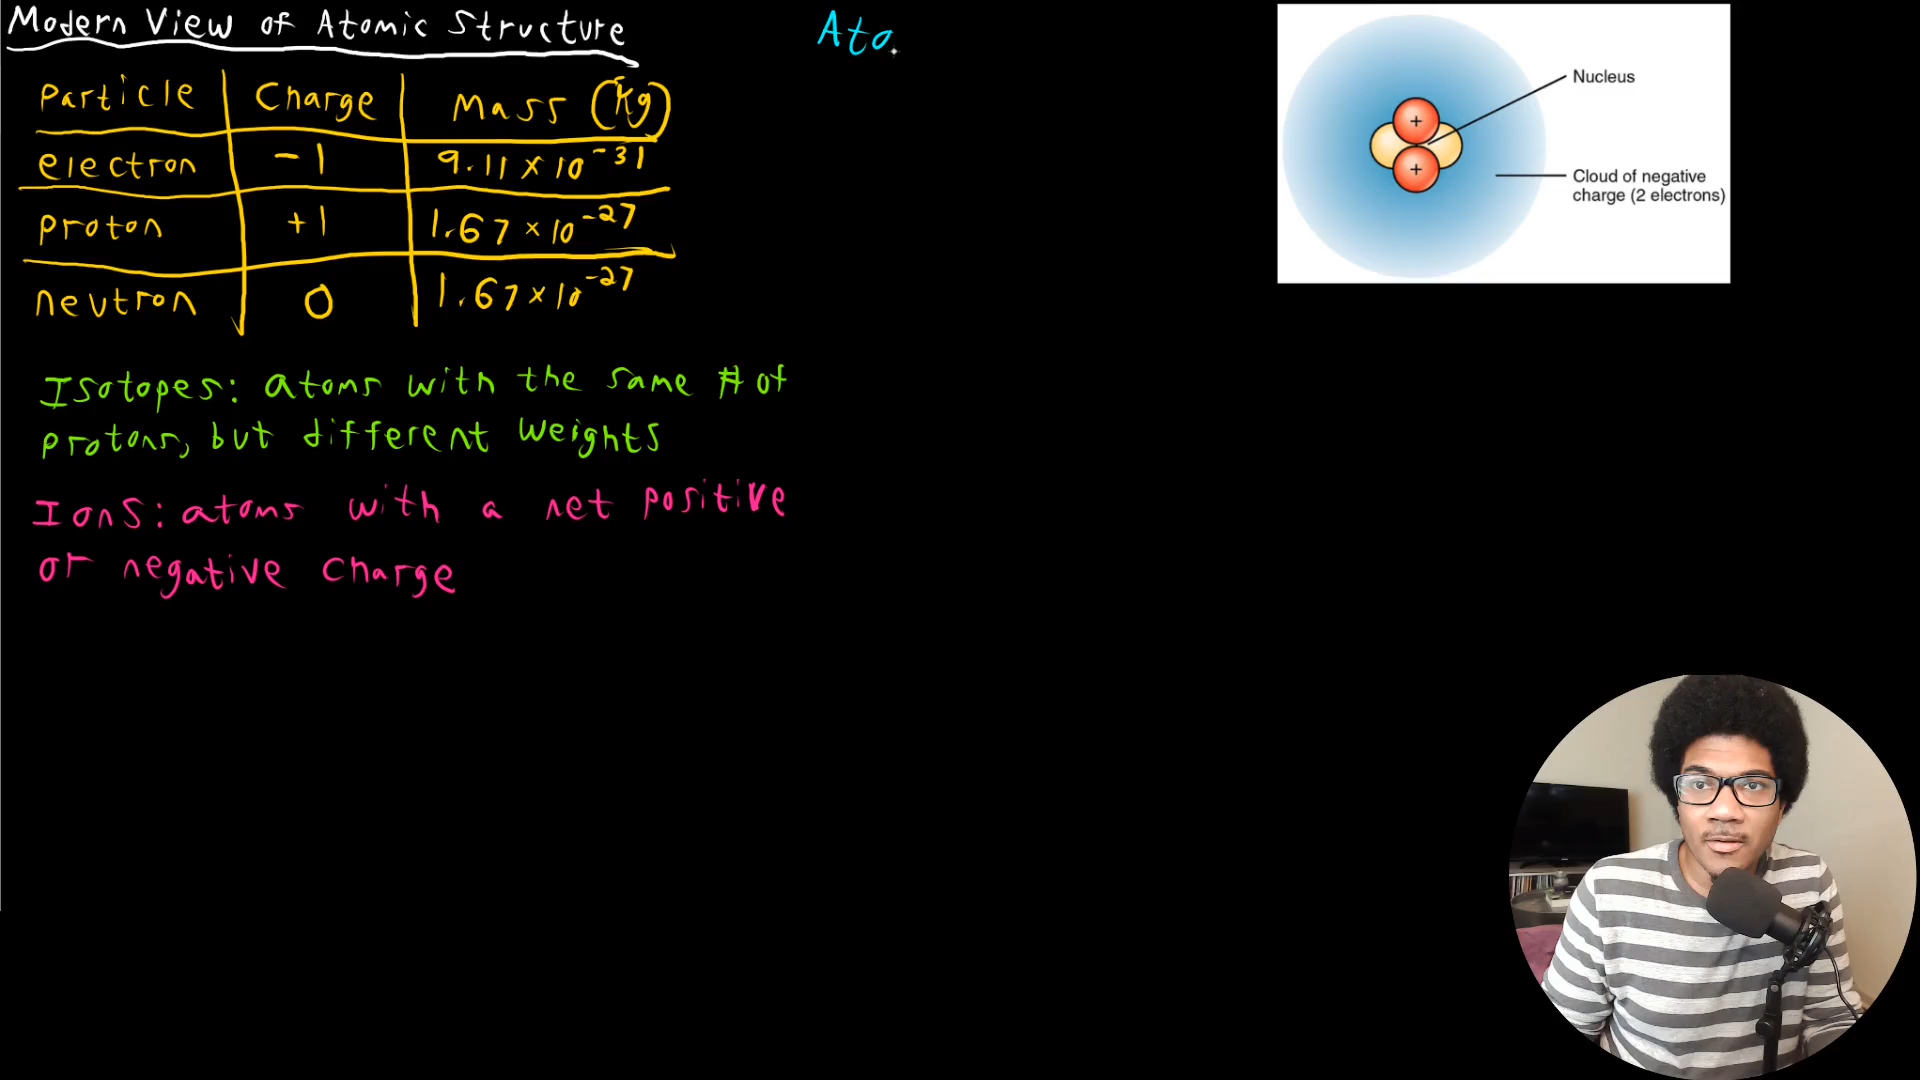 Modern View of Atomic Structure
Particle Charge Mass (kg)
electron -1 9.11 × 10⁻³¹
proton +1 1.67 × 10⁻²⁷
neutron 0 1.67 × 10⁻²⁷
Isotopes: atoms with the same # of
protons, but different weights
Ions: atoms with a net positive
or negative charge
Ato
Nucleus
+
+
Cloud of negative
charge (2 electrons)